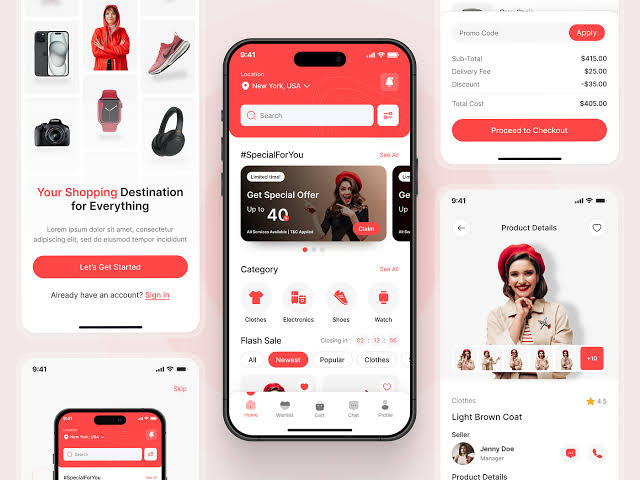 Your Shopping Destination
for Everything
Lorem ipsum dolor sit amet, consectetur
adipiscing elit, sed do eiusmod tempor incididunt
Let's Get Started
Already have an account? Sign In
9:41
Skip
9:41
Location
New York, USA
Search
#SpecialForYou
9:41
Location
New York, USA
Search
#SpecialForYou
See All
Limited time!
Get Special Offer
Up to 40%
All Services Available | T&C Applied
Claim
Category
See All
Clothes
Electronics
Shoes
Watch
Flash Sale
Closing in : 02 : 12 : 56
All
Newest
Popular
Clothes
Home
Wishlist
Cart
Chat
Profile
Promo Code
Apply
Sub-Total
$415.00
Delivery Fee
$25.00
Discount
-$35.00
Total Cost
$405.00
Proceed to Checkout
9:41
Product Details
+10
Clothes
4.5
Light Brown Coat
Seller
Jenny Doe
Manager
Product Details